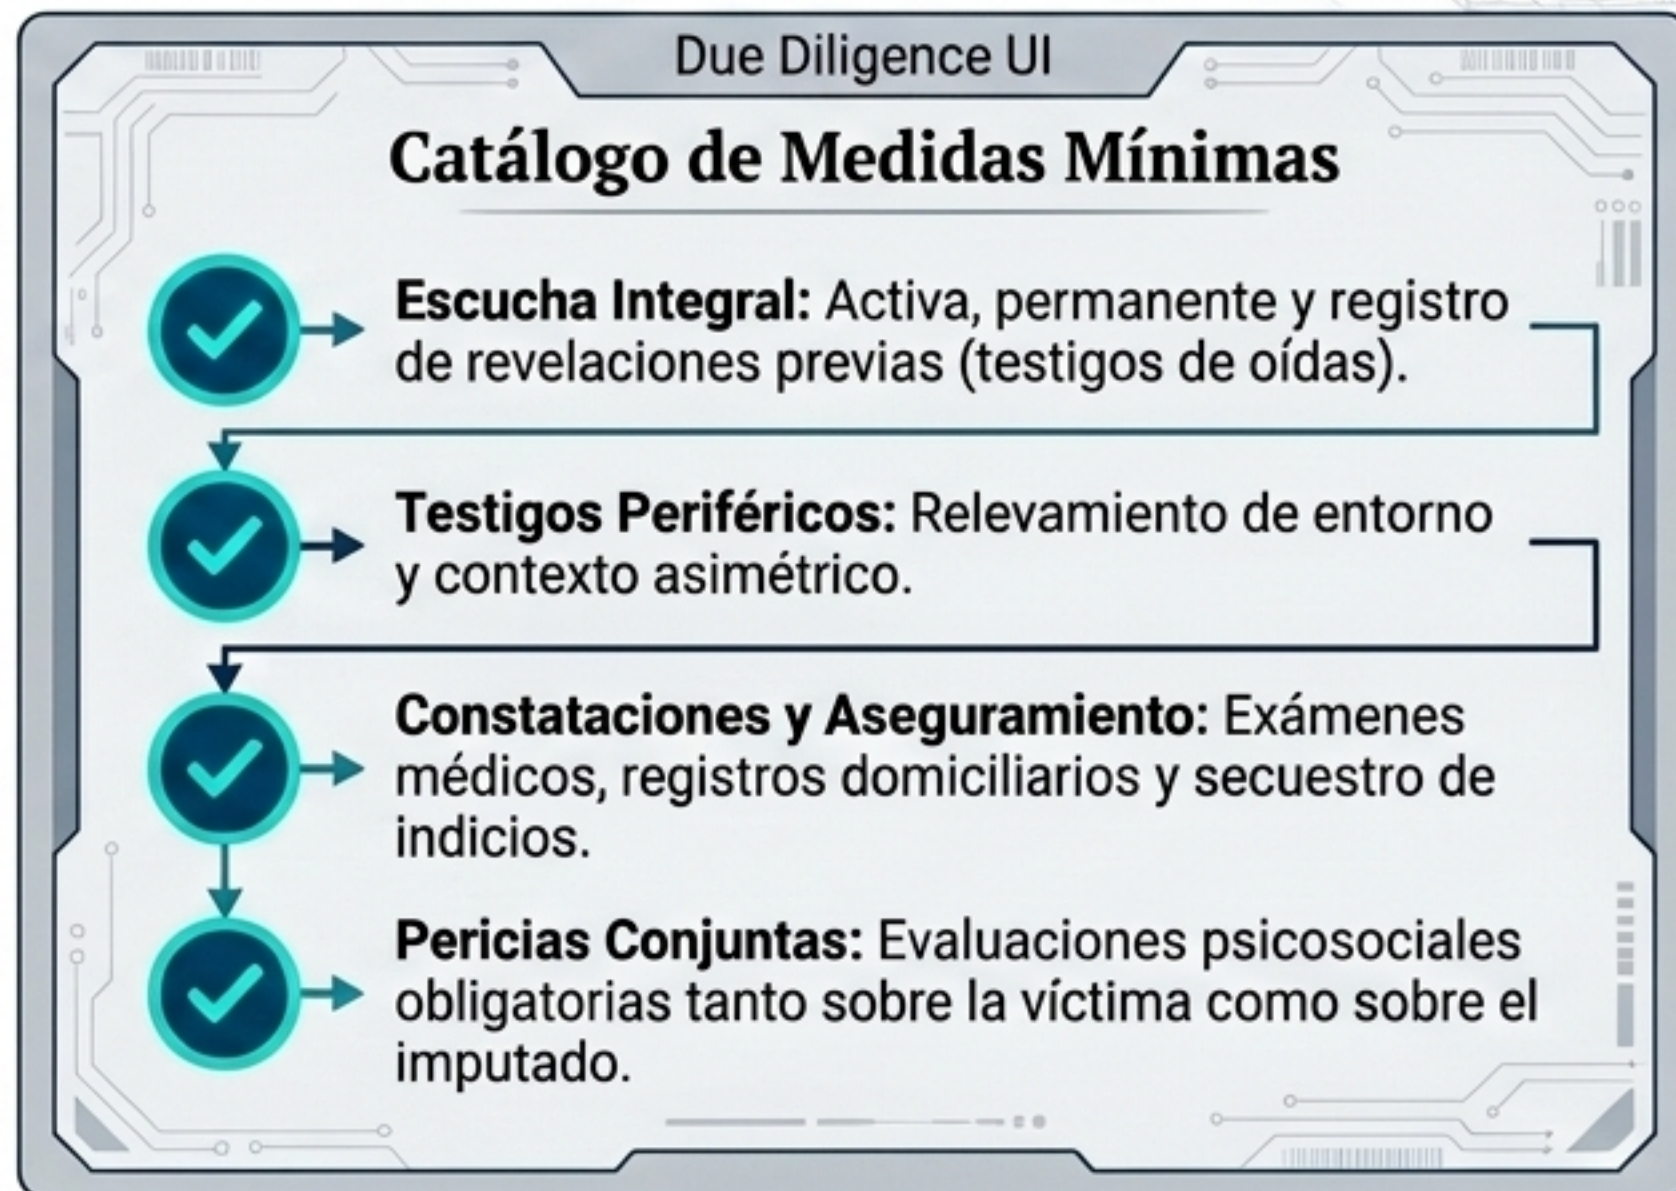 Due Diligence UI
Catálogo de Medidas Mínimas
Escucha Integral: Activa, permanente y registro
de revelaciones previas (testigos de oídas).
Testigos Periféricos: Relevamiento de entorno
y contexto asimétrico.
Constataciones y Aseguramiento: Exámenes
médicos, registros domiciliarios y secuestro de
indicios.
Pericias Conjuntas: Evaluaciones psicosociales
obligatorias tanto sobre la víctima como sobre el
imputado.